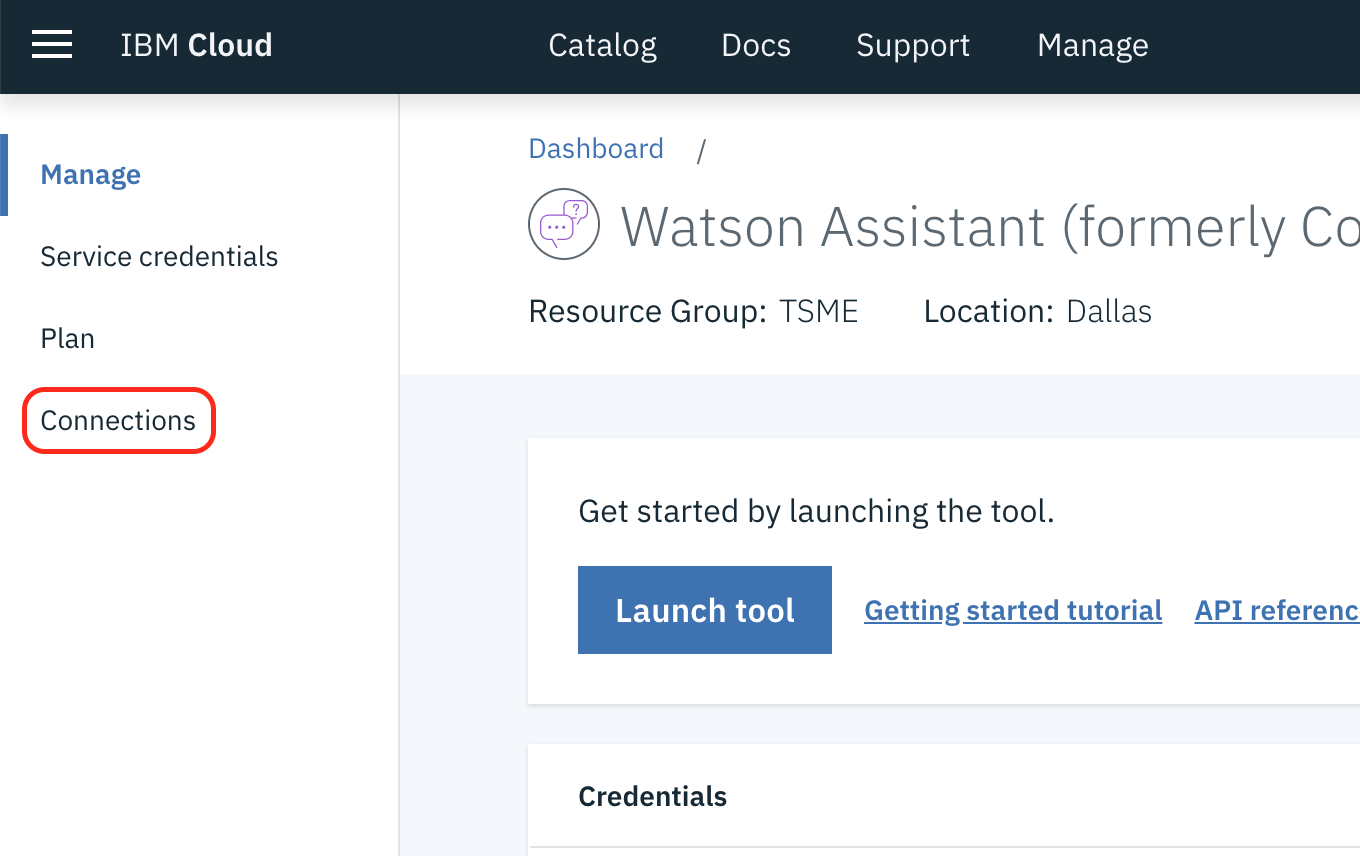 IBM Cloud
Catalog
Docs
Support
Manage
Manage
Service credentials
Plan
Connections
Dashboard /
Watson Assistant (formerly Co
Resource Group: TSME
Location: Dallas
Get started by launching the tool.
Launch tool
Getting started tutorial
API referenc
Credentials